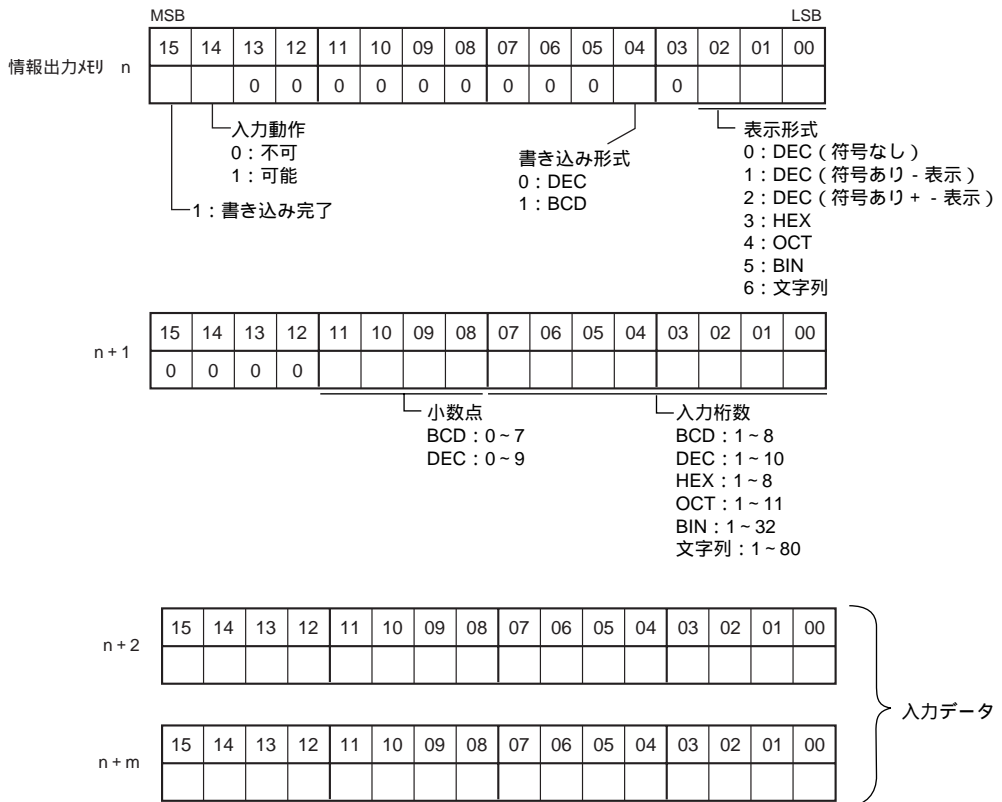 MSB LSB
15 14 13 12 11 10 09 08 07 06 05 04 03 02 01 00
情報出力ﾒﾓﾘ n
0 0 0 0 0 0 0 0 0 0
入力動作
0：不可
1：可能
1：書き込み完了
書き込み形式
0：DEC
1：BCD
表示形式
0：DEC（符号なし）
1：DEC（符号あり - 表示）
2：DEC（符号あり + - 表示）
3：HEX
4：OCT
5：BIN
6：文字列
15 14 13 12 11 10 09 08 07 06 05 04 03 02 01 00
n + 1
0 0 0 0
小数点
BCD：0 ~ 7
DEC：0 ~ 9
入力桁数
BCD：1 ~ 8
DEC：1 ~ 10
HEX：1 ~ 8
OCT：1 ~ 11
BIN：1 ~ 32
文字列：1 ~ 80
15 14 13 12 11 10 09 08 07 06 05 04 03 02 01 00
n + 2
入力データ
15 14 13 12 11 10 09 08 07 06 05 04 03 02 01 00
n + m